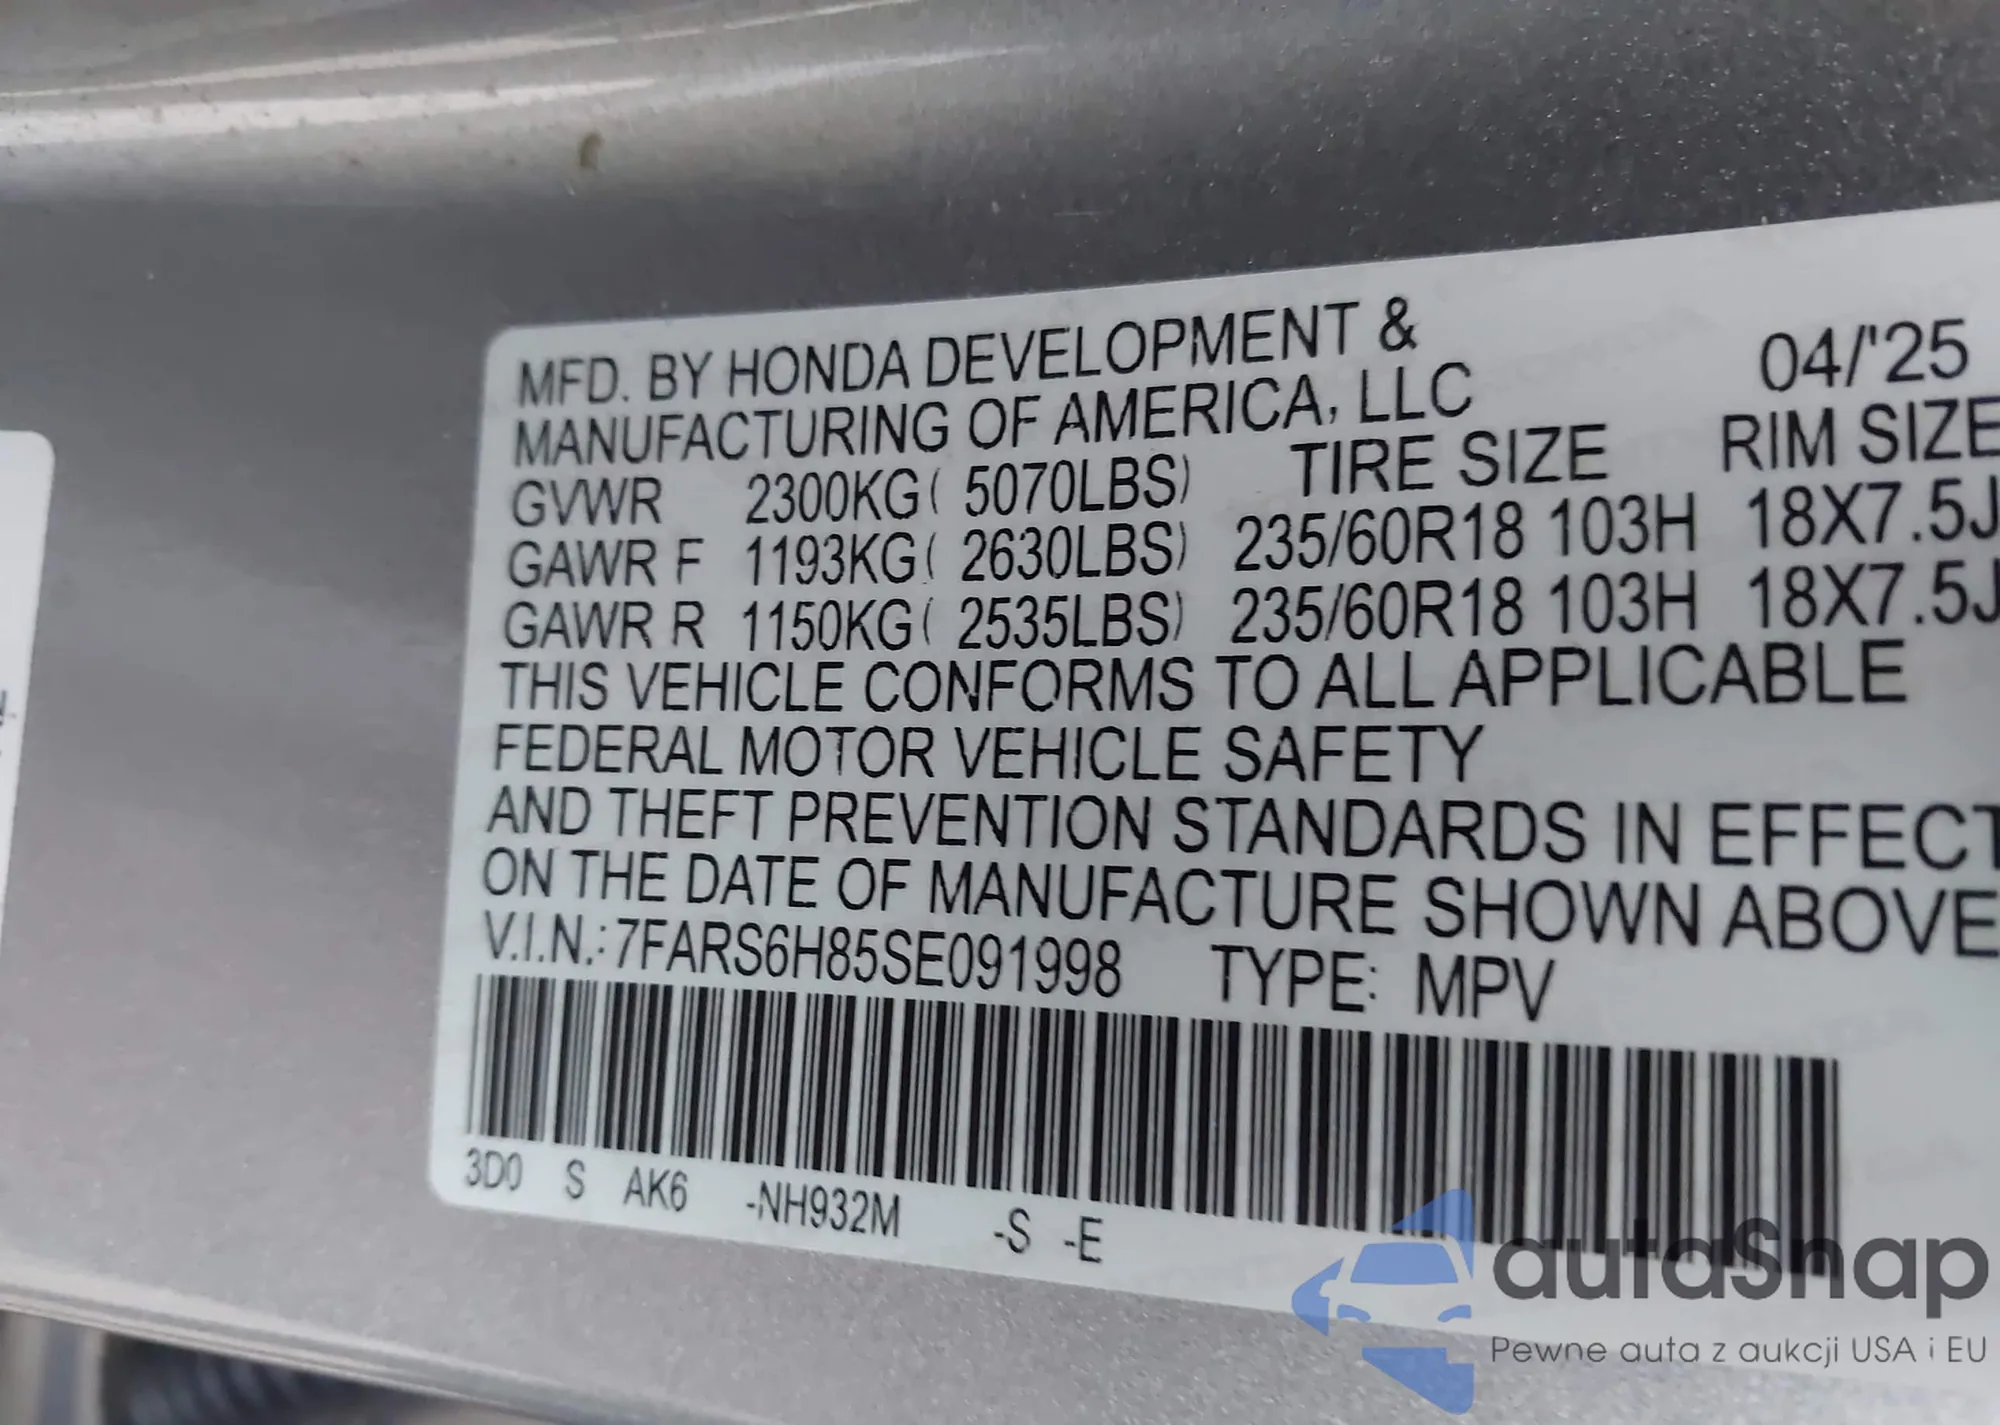 MFD. BY HONDA DEVELOPMENT &
MANUFACTURING OF AMERICA, LLC 04/'25
TIRE SIZE RIM SIZE
GVWR 2300KG( 5070LBS)
GAWR F 1193KG( 2630LBS) 235/60R18 103H 18X7.5J
GAWR R 1150KG( 2535LBS) 235/60R18 103H 18X7.5J
THIS VEHICLE CONFORMS TO ALL APPLICABLE
FEDERAL MOTOR VEHICLE SAFETY
AND THEFT PREVENTION STANDARDS IN EFFECT
ON THE DATE OF MANUFACTURE SHOWN ABOVE
V.I.N.:7FARS6H85SE091998 TYPE: MPV
3D0 S AK6 -NH932M -S -E
autaSnap
Pewne auta z aukcji USA i EU